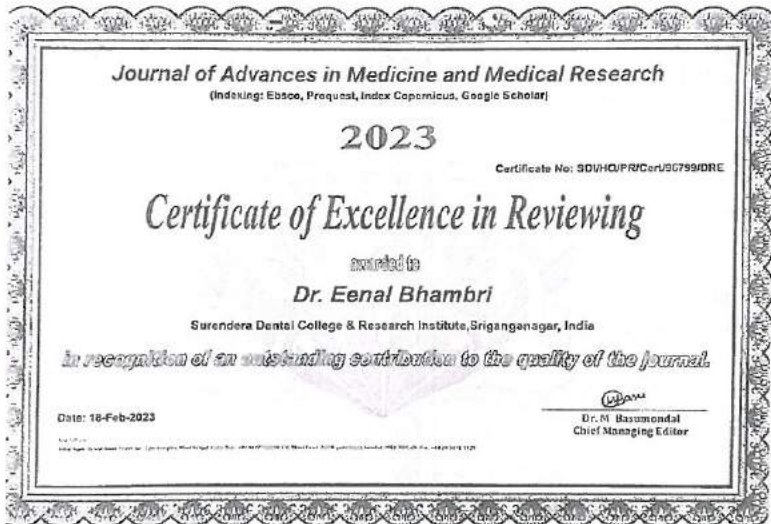 Journal of Advances in Medicine and Medical Research
(Indexing: Ebsco, Proquest, Index Copernicus, Google Scholar)
2023
Certificate No: SDI/HQ/PR/Cert/96799/DRE
Certificate of Excellence in Reviewing
awarded to
Dr. Eenal Bhambri
Surendera Dental College & Research Institute,Sriganganagar, India
in recognition of an outstanding contribution to the quality of the journal.
Date: 18-Feb-2023
Dr. M Basumondal
Chief Managing Editor